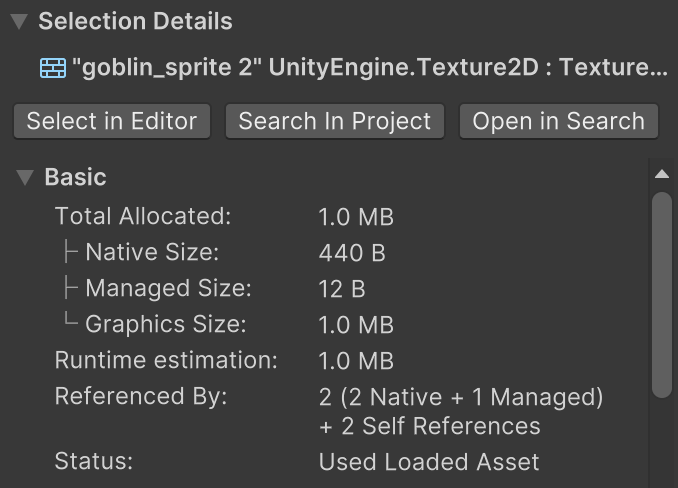 Selection Details
"goblin_sprite 2" UnityEngine.Texture2D : Texture...
Select in Editor Search In Project Open in Search
Basic
Total Allocated: 1.0 MB
Native Size: 440 B
Managed Size: 12 B
Graphics Size: 1.0 MB
Runtime estimation: 1.0 MB
Referenced By: 2 (2 Native + 1 Managed)
+ 2 Self References
Status: Used Loaded Asset